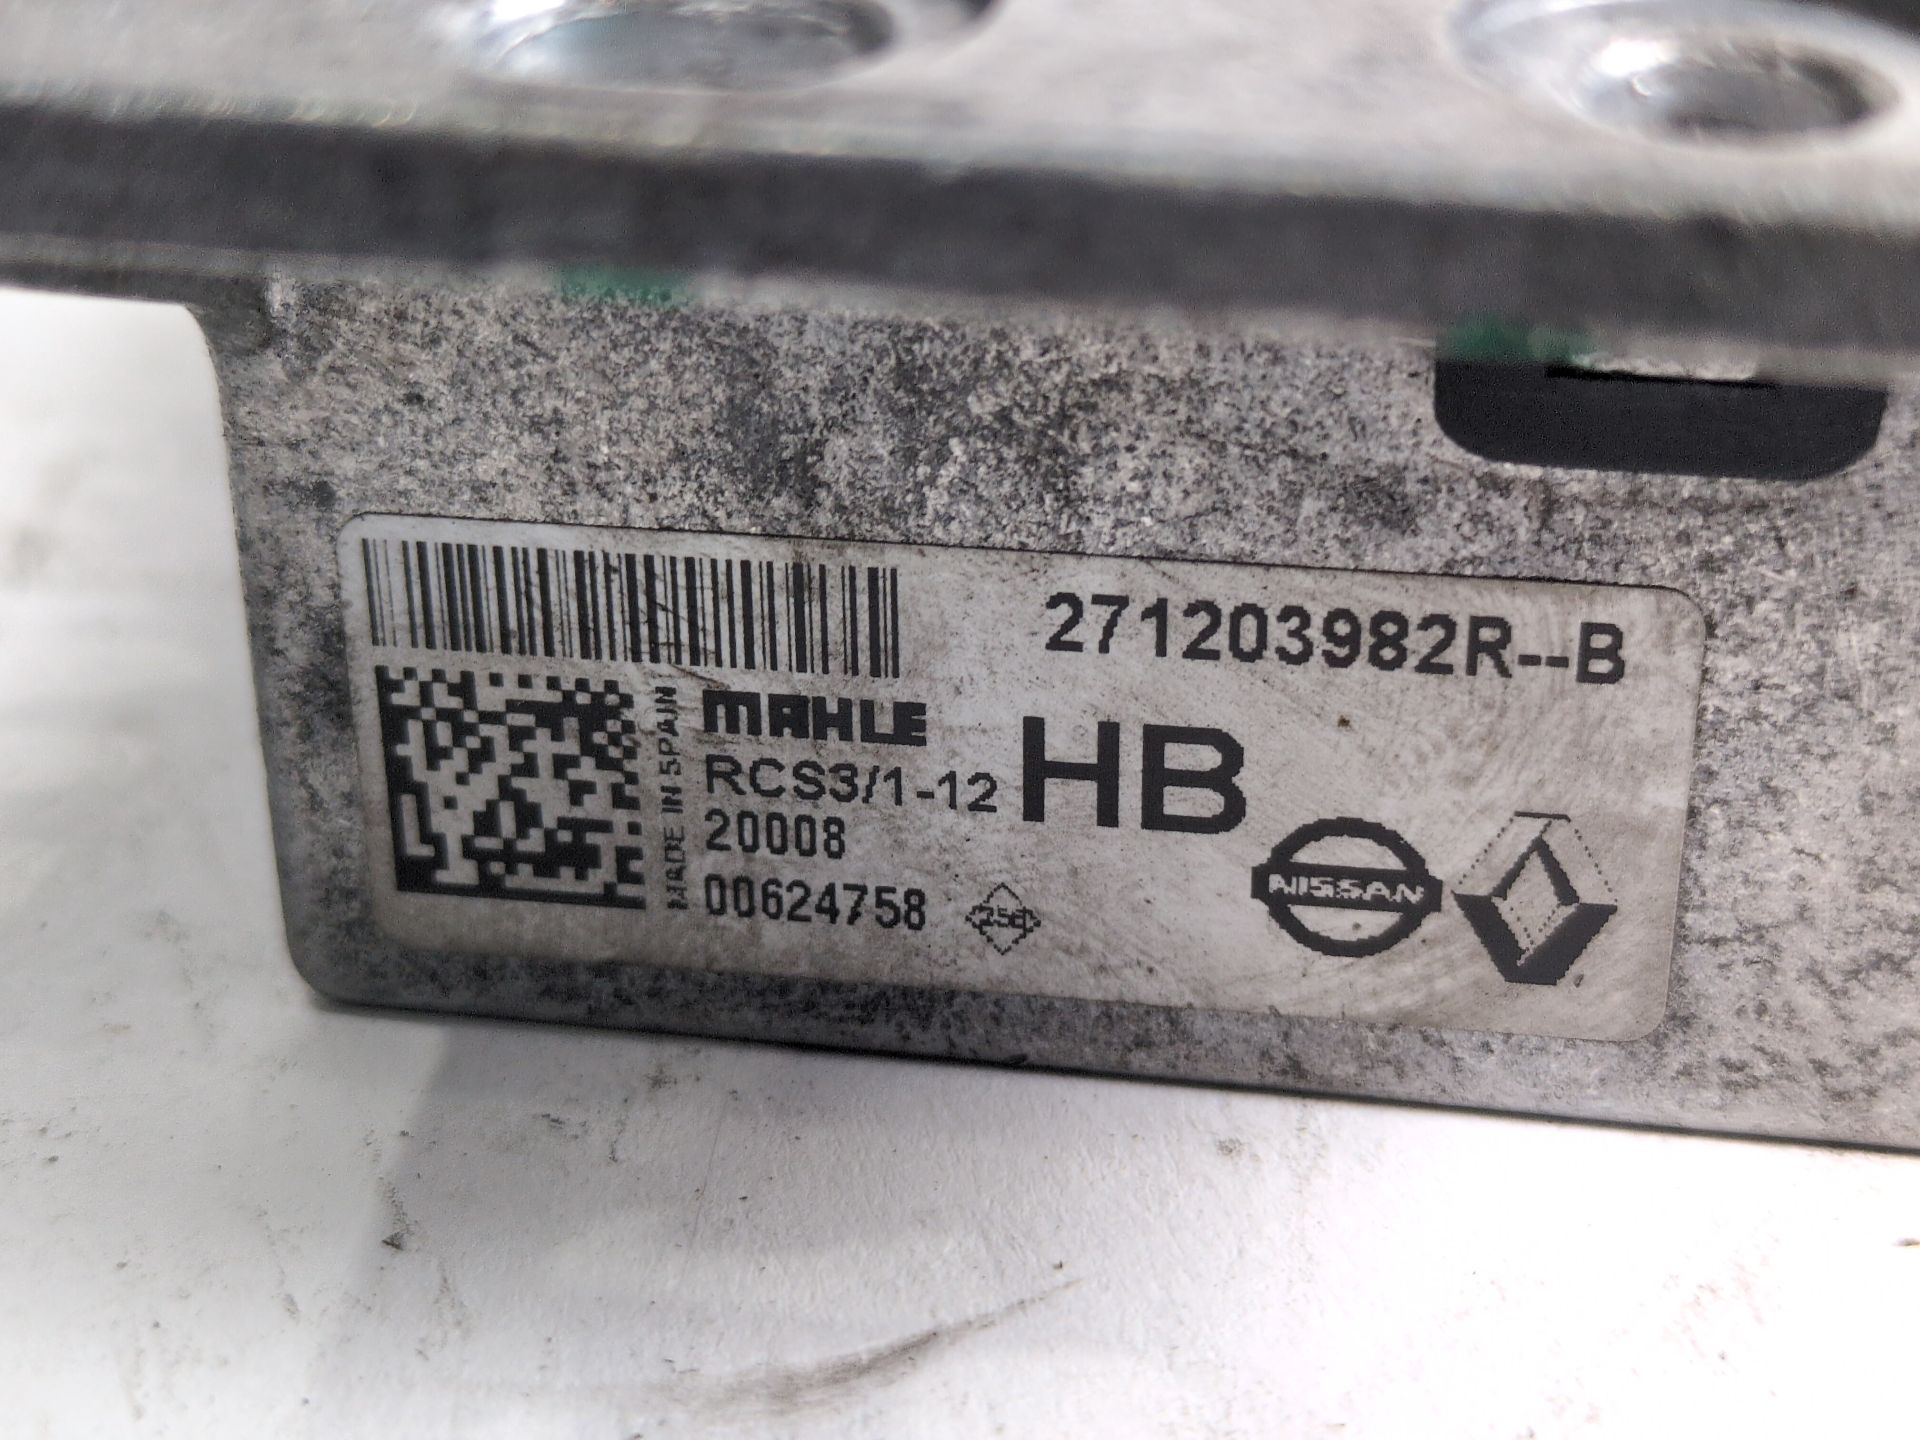 271203982R--B
MAHLE
HB
RCS3/1-12
20008
00624758
MADE IN SPAIN
NISSAN